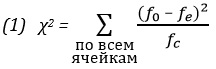 (1) χ² = ∑ (f₀ − fₑ)² / f꜀
по всем
ячейкам